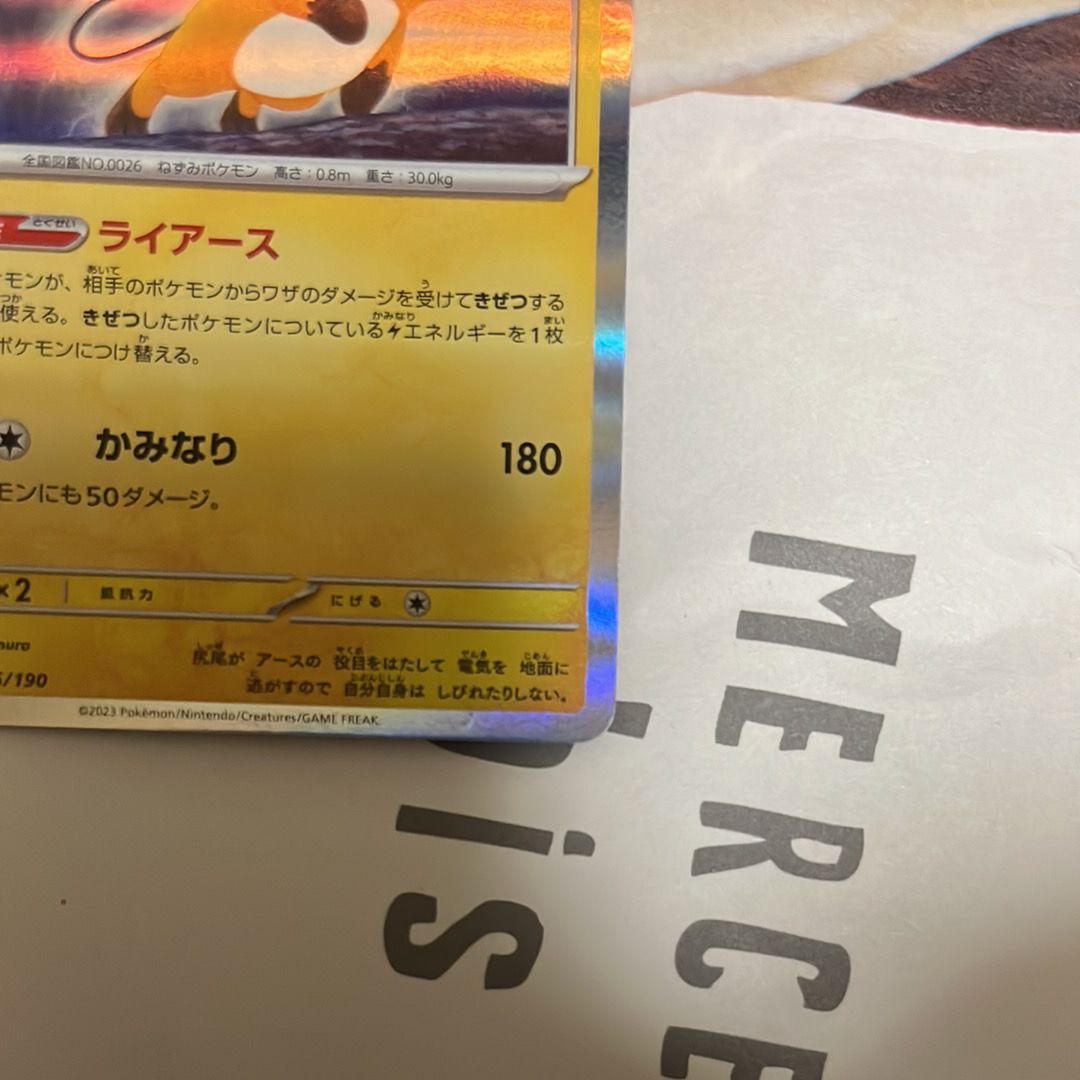 全国図鑑NO.0026 ねずみポケモン 高さ:0.8m 重さ:30.0kg
とくせい ライアース
モンが、相手のポケモンからワザのダメージを受けてきぜつする
使える。きぜつしたポケモンについているエネルギーを1枚
ポケモンにつけ替える。
かみなり 180
モンにも50ダメージ。
×2 抵抗力 にげる
尻尾が アースの 役目をはたして 電気を 地面に
/190 逃がすので 自分自身は しびれたりしない。
©2023 Pokémon/Nintendo/Creatures/GAME FREAK.
MERCE
DiS